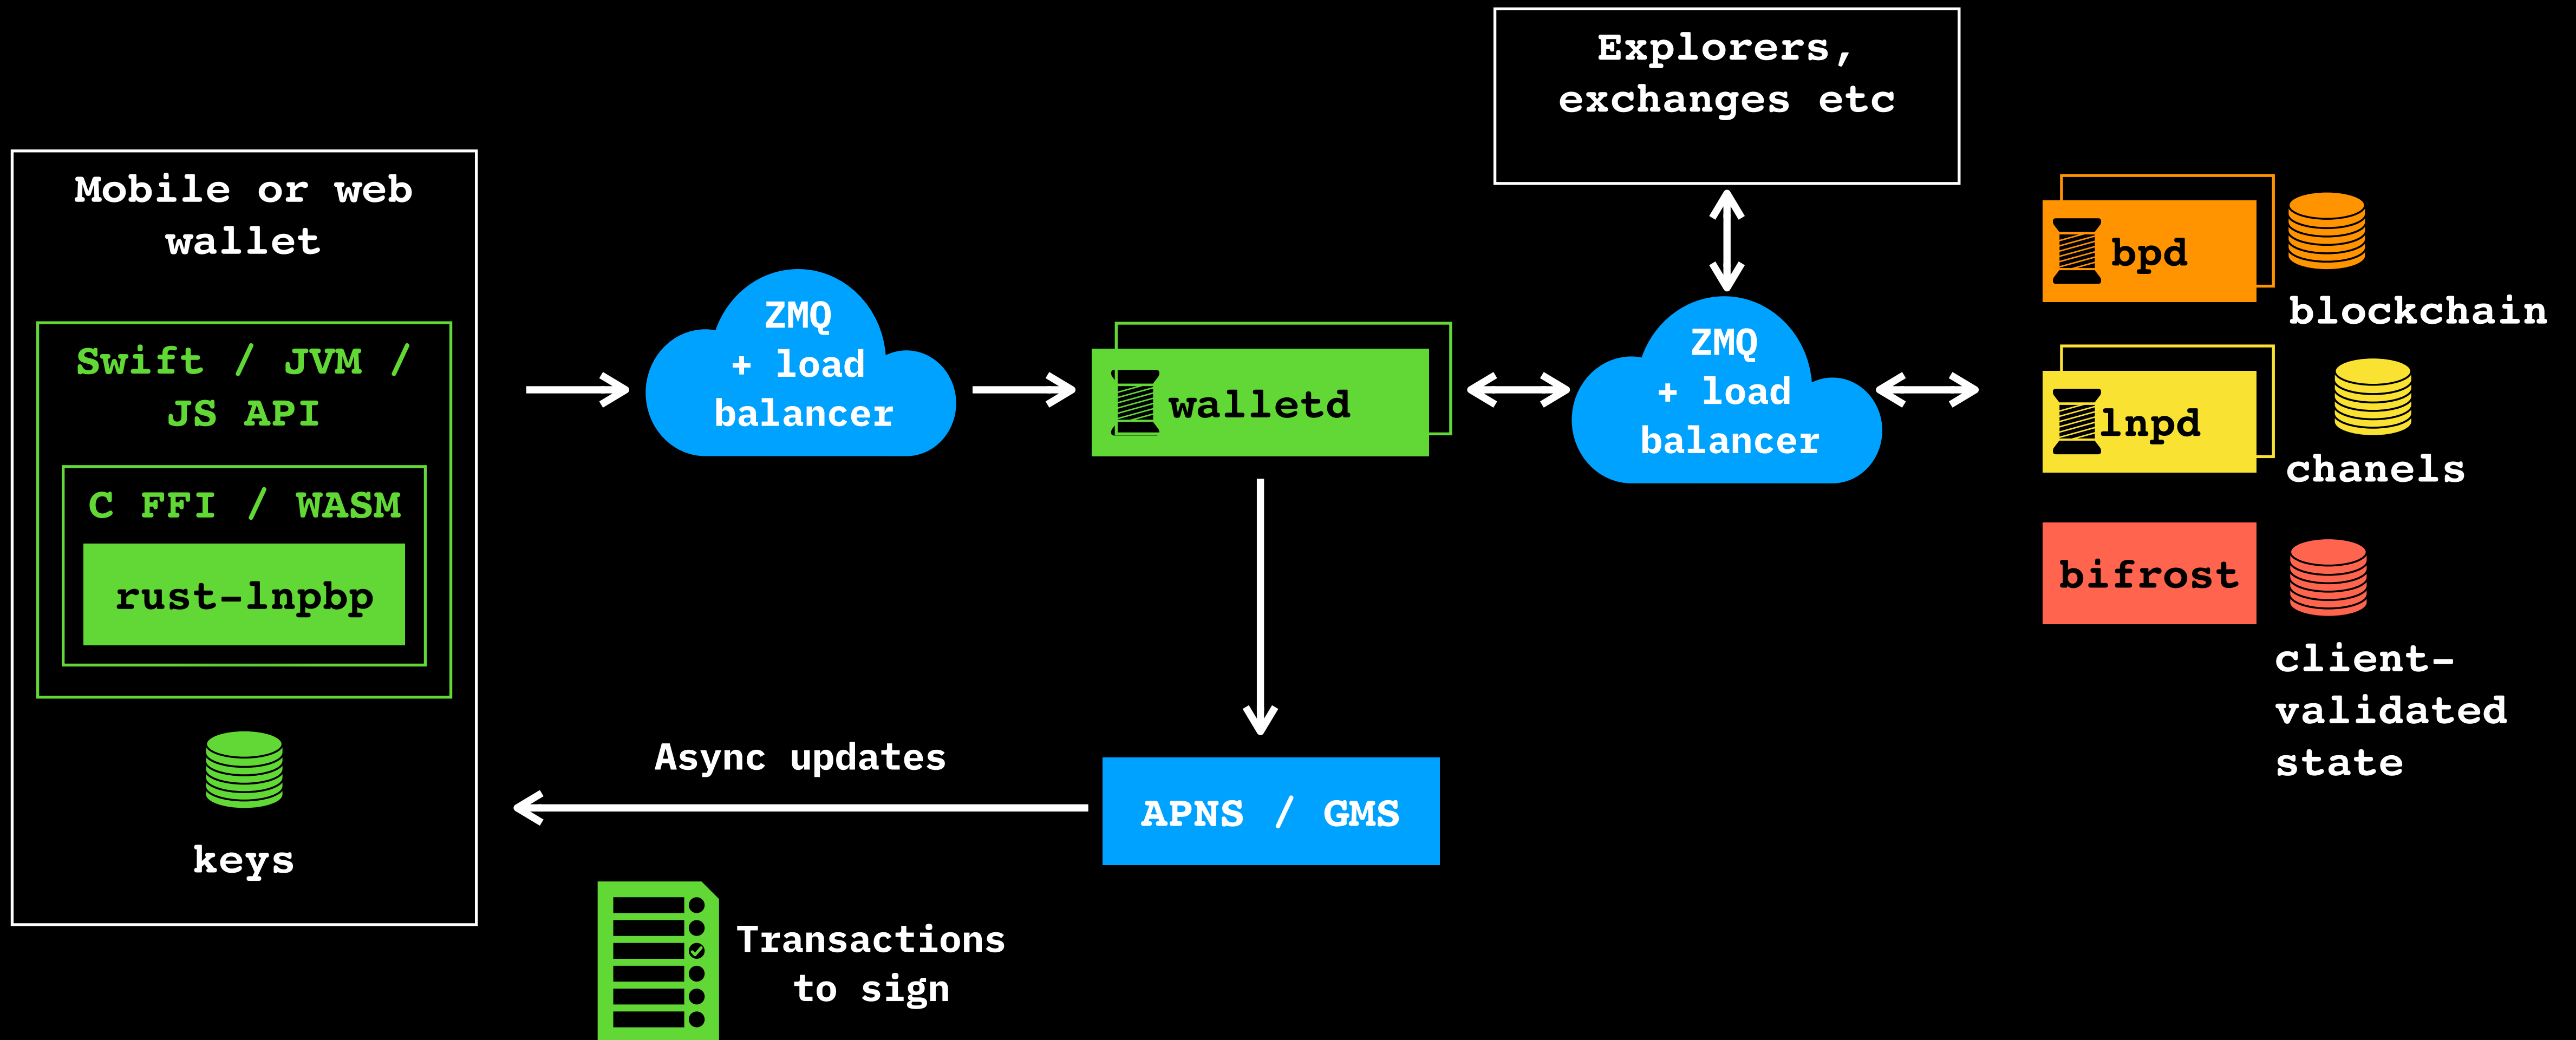 Explorers,
exchanges etc
Mobile or web
wallet
Swift / JVM /
JS API
C FFI / WASM
rust-lnpbp
keys
ZMQ
+ load
balancer
walletd
ZMQ
+ load
balancer
bpd
blockchain
lnpd
chanels
bifrost
client-
validated
state
Async updates
APNS / GMS
Transactions
to sign